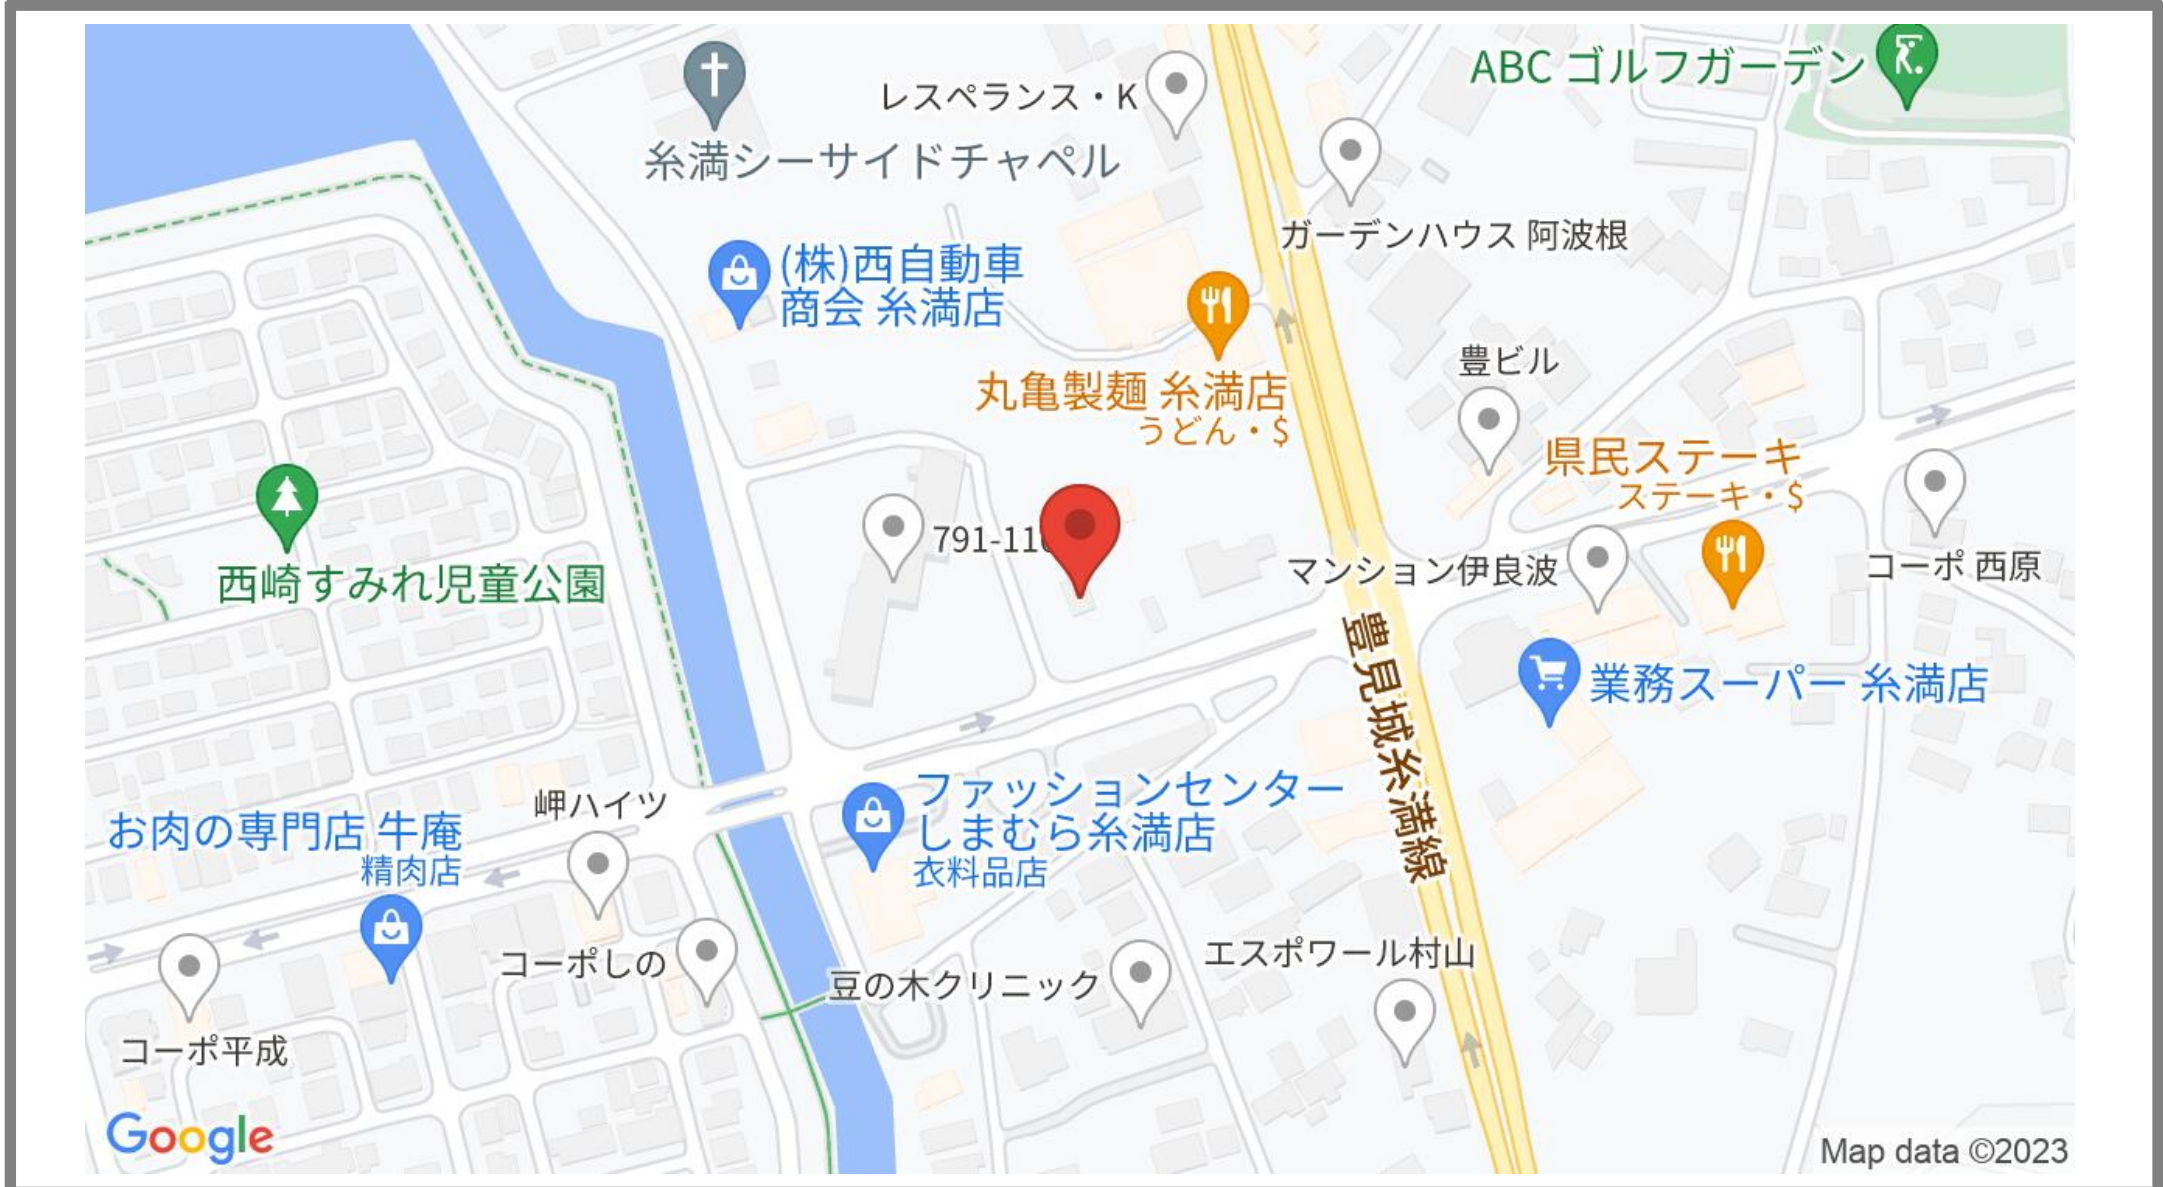 ABC ゴルフガーデン
レスペランス・K
糸満シーサイドチャペル
ガーデンハウス 阿波根
(株)西自動車
商会 糸満店
丸亀製麺 糸満店
うどん・$
豊ビル
県民ステーキ
ステーキ・$
791-11
マンション伊良波
コーポ 西原
西崎すみれ児童公園
豊見城糸満線
業務スーパー 糸満店
ファッションセンター
しまむら糸満店
衣料品店
岬ハイツ
お肉の専門店 牛庵
精肉店
コーポしの
豆の木クリニック
エスポワール村山
コーポ平成
Google
Map data ©2023